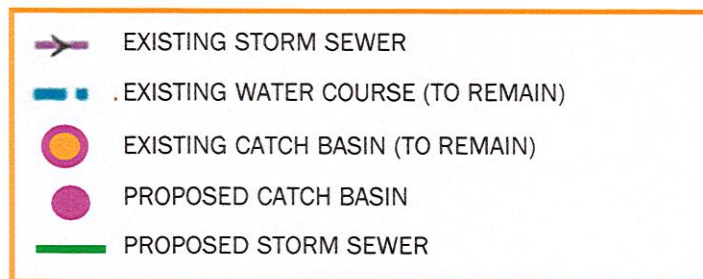 EXISTING STORM SEWER
.EXISTING WATER COURSE (TO REMAIN)
EXISTING CATCH BASIN (TO REMAIN)
PROPOSED CATCH BASIN
PROPOSED STORM SEWER